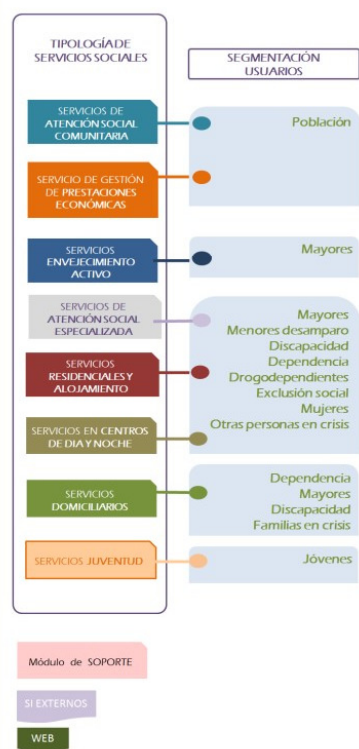 TIPOLOGÍA DE
SERVICIOS SOCIALES
SEGMENTACIÓN
USUARIOS
SERVICIOS DE
ATENCIÓN SOCIAL
COMUNITARIA
Población
SERVICIO DE GESTIÓN
DE PRESTACIONES
ECONÓMICAS
SERVICIOS
ENVEJECIMIENTO
ACTIVO
Mayores
SERVICIOS DE
ATENCIÓN SOCIAL
ESPECIALIZADA
SERVICIOS
RESIDENCIALES Y
ALOJAMIENTO
SERVICIOS EN CENTROS
DE DIA Y NOCHE
Mayores
Menores desamparo
Discapacidad
Dependencia
Drogodependientes
Exclusión social
Mujeres
Otras personas en crisis
SERVICIOS
DOMICILIARIOS
Dependencia
Mayores
Discapacidad
Familias en crisis
SERVICIOS JUVENTUD
Jóvenes
Módulo de SOPORTE
SI EXTERNOS
WEB